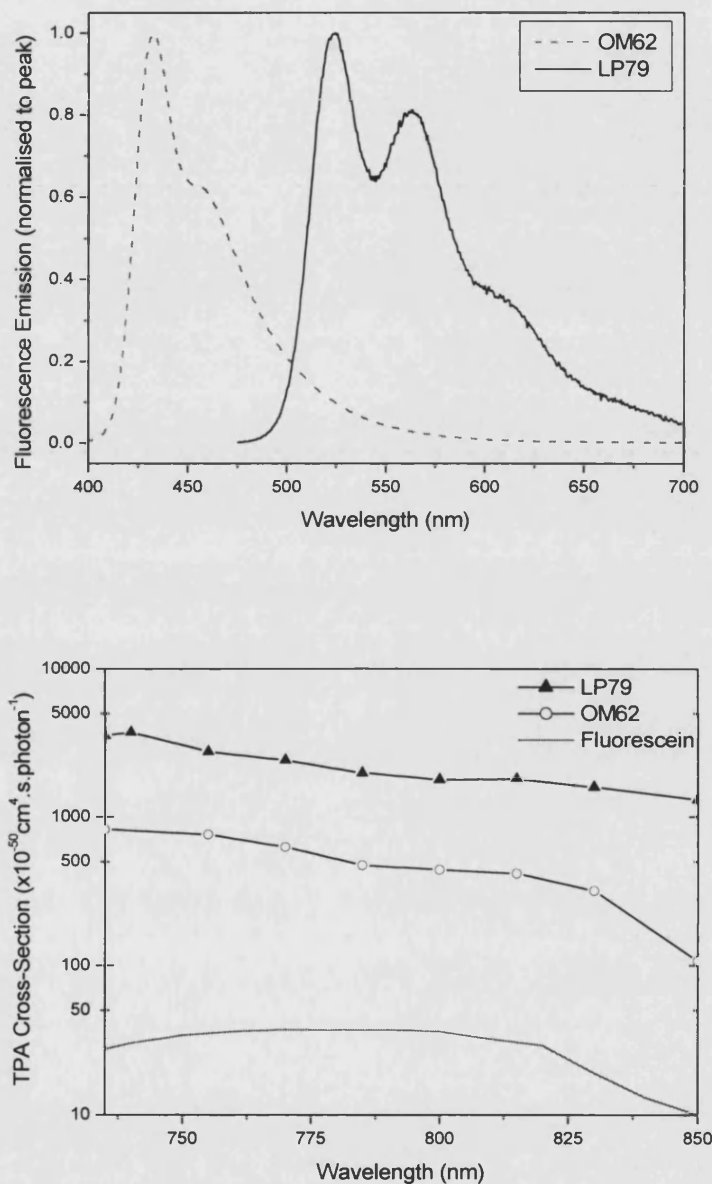 Fluorescence Emission (normalised to peak)
1.0
0.8
0.6
0.4
0.2
0.0
OM62
LP79
400 450 500 550 600 650 700
Wavelength (nm)
TPA Cross-Section (x10⁻⁵⁰cm⁴.s.photon⁻¹)
10000
5000
1000
500
100
50
10
LP79
OM62
Fluorescein
750 775 800 825 850
Wavelength (nm)